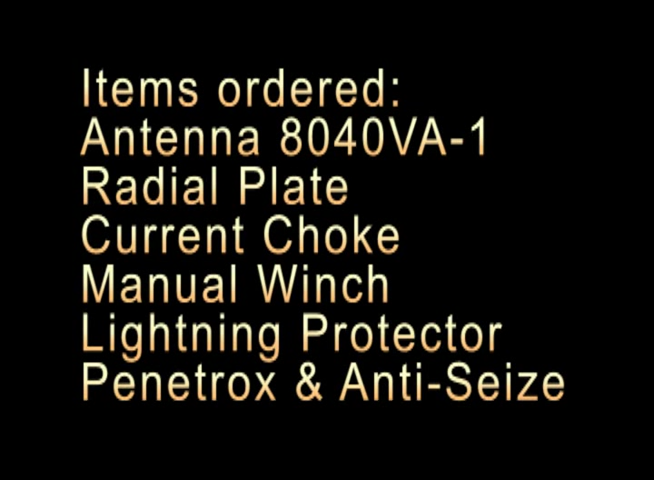 Items ordered:
Antenna 8040VA-1
Radial Plate
Current Choke
Manual Winch
Lightning Protector
Penetrox & Anti-Seize